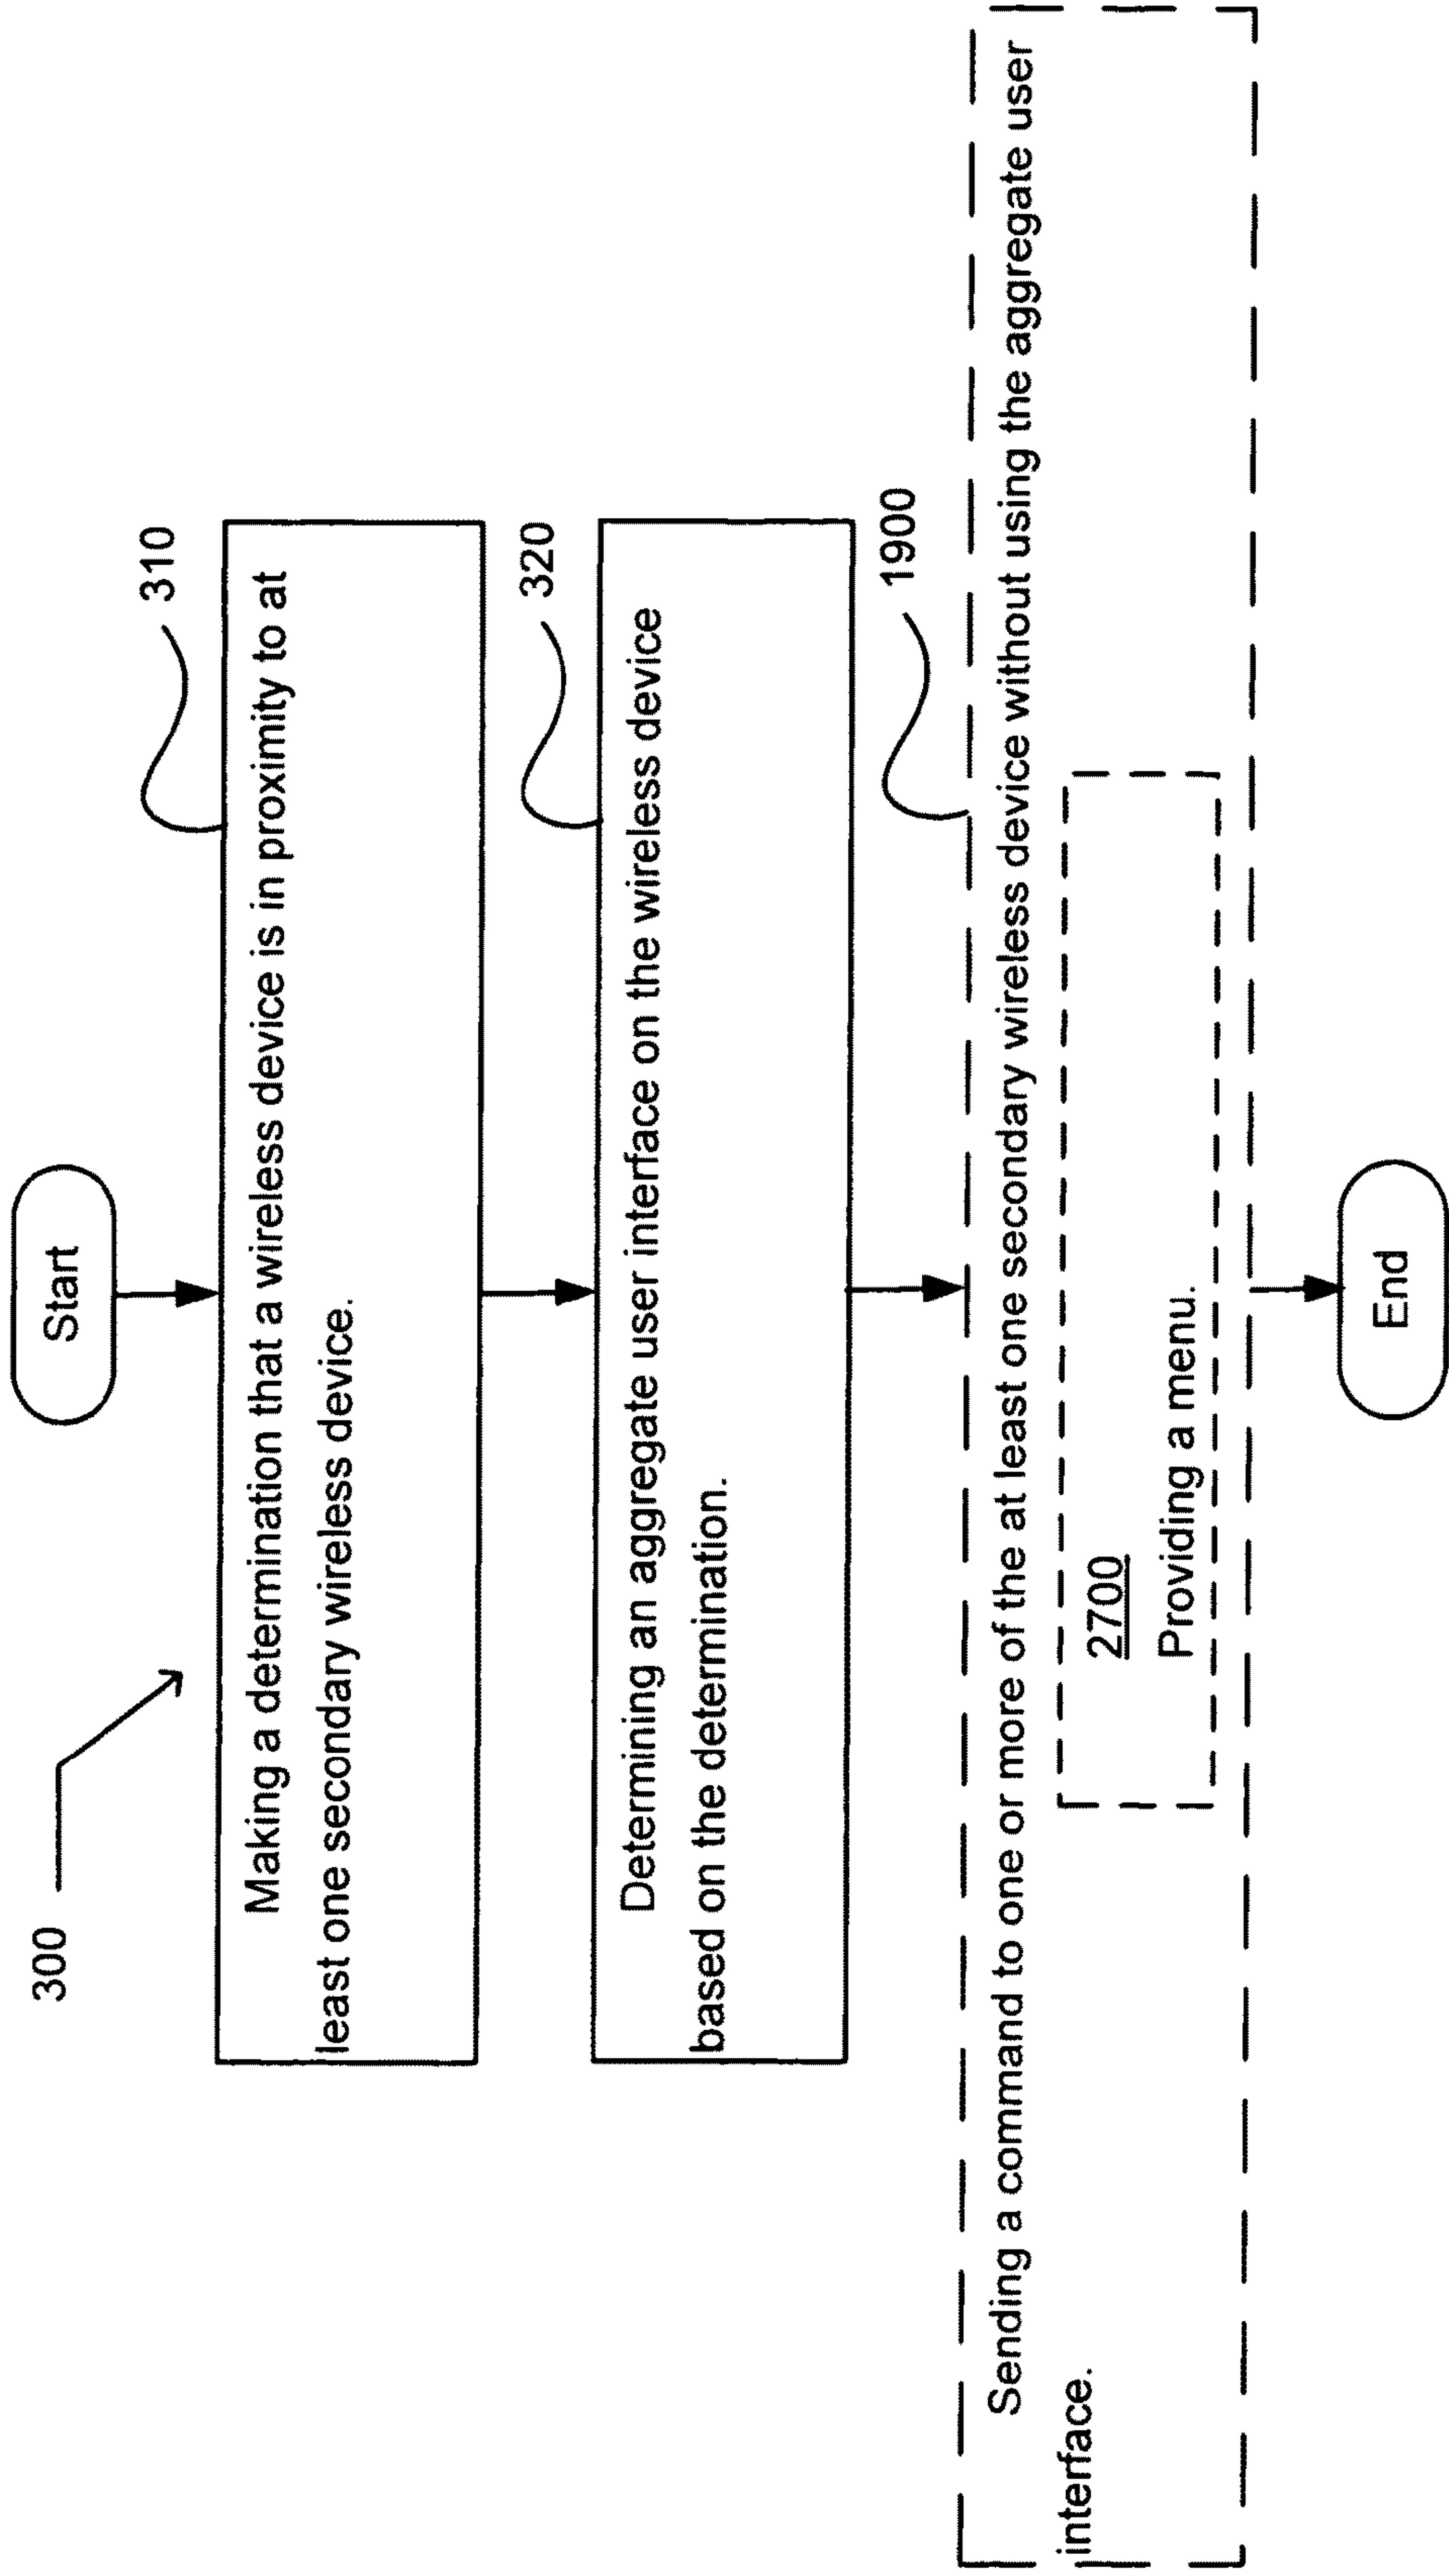 300
Start
310
Making a determination that a wireless device is in proximity to at
least one secondary wireless device.
320
Determining an aggregate user interface on the wireless device
based on the determination.
1900
Sending a command to one or more of the at least one secondary wireless device without using the aggregate user
interface.
2700
Providing a menu.
End